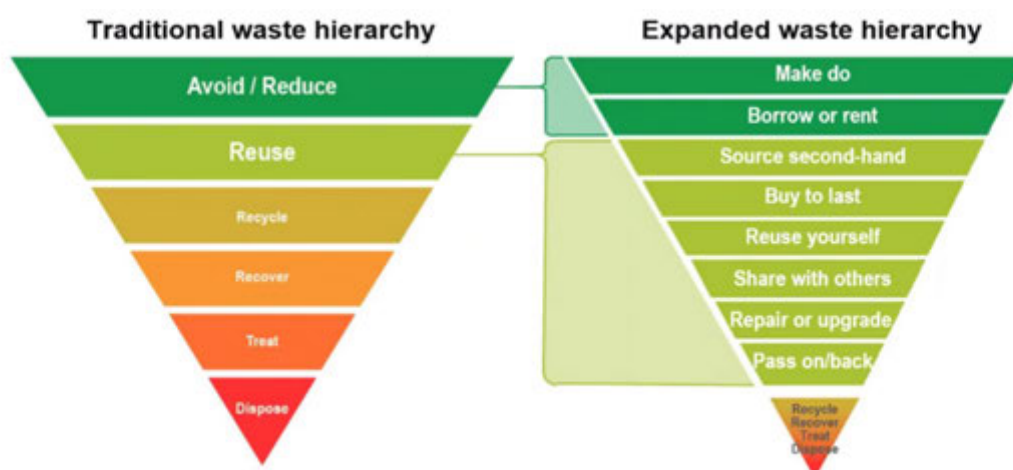 Traditional waste hierarchy
Avoid / Reduce
Reuse
Recycle
Recover
Treat
Dispose
Expanded waste hierarchy
Make do
Borrow or rent
Source second-hand
Buy to last
Reuse yourself
Share with others
Repair or upgrade
Pass on/back
Recycle
Recover
Treat
Dispose